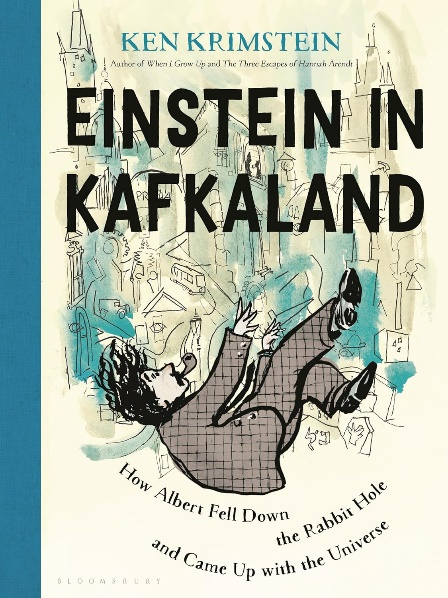 KEN KRIMSTEIN
Author of When I Grow Up and The Three Escapes of Hannah Arendt
EINSTEIN IN
KAFKALAND
How Albert Fell Down
the Rabbit Hole
and Came Up with the Universe
BLOOMSBURY